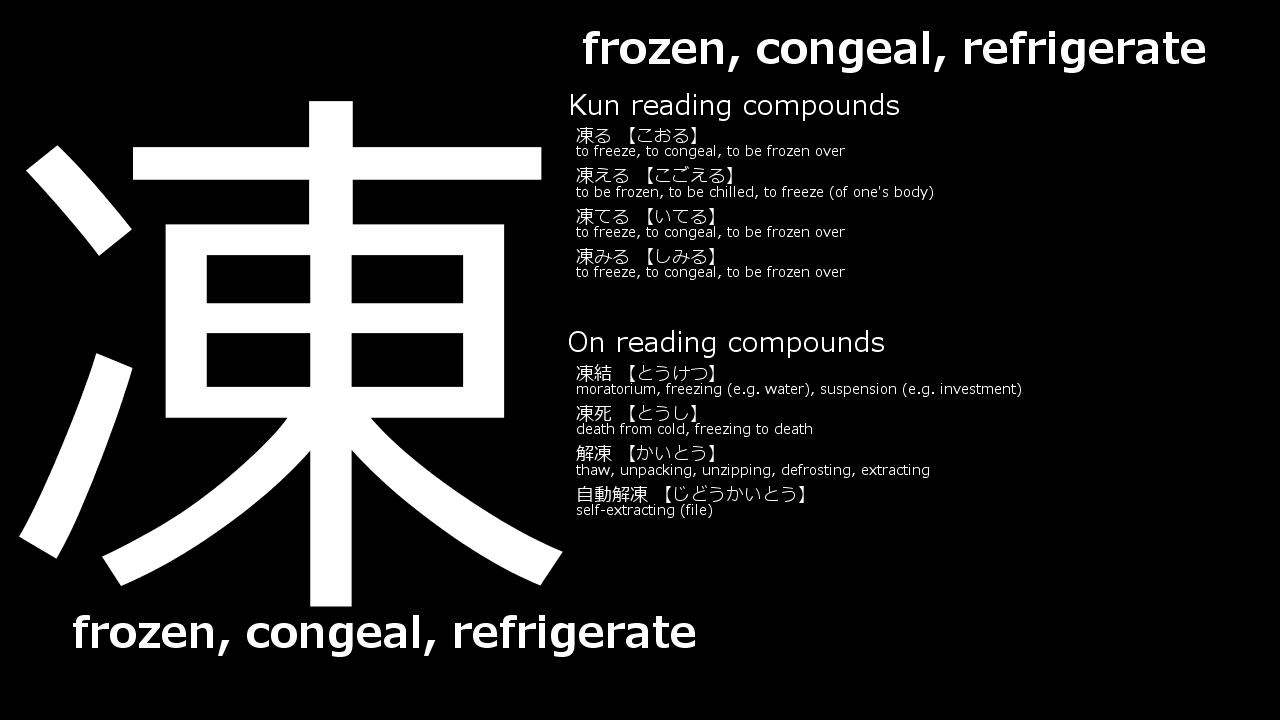 frozen, congeal, refrigerate
凍
Kun reading compounds
凍る 【こおる】
to freeze, to congeal, to be frozen over
凍える 【こごえる】
to be frozen, to be chilled, to freeze (of one's body)
凍てる 【いてる】
to freeze, to congeal, to be frozen over
凍みる 【しみる】
to freeze, to congeal, to be frozen over
On reading compounds
凍結 【とうけつ】
moratorium, freezing (e.g. water), suspension (e.g. investment)
凍死 【とうし】
death from cold, freezing to death
解凍 【かいとう】
thaw, unpacking, unzipping, defrosting, extracting
自動解凍 【じどうかいとう】
self-extracting (file)
frozen, congeal, refrigerate